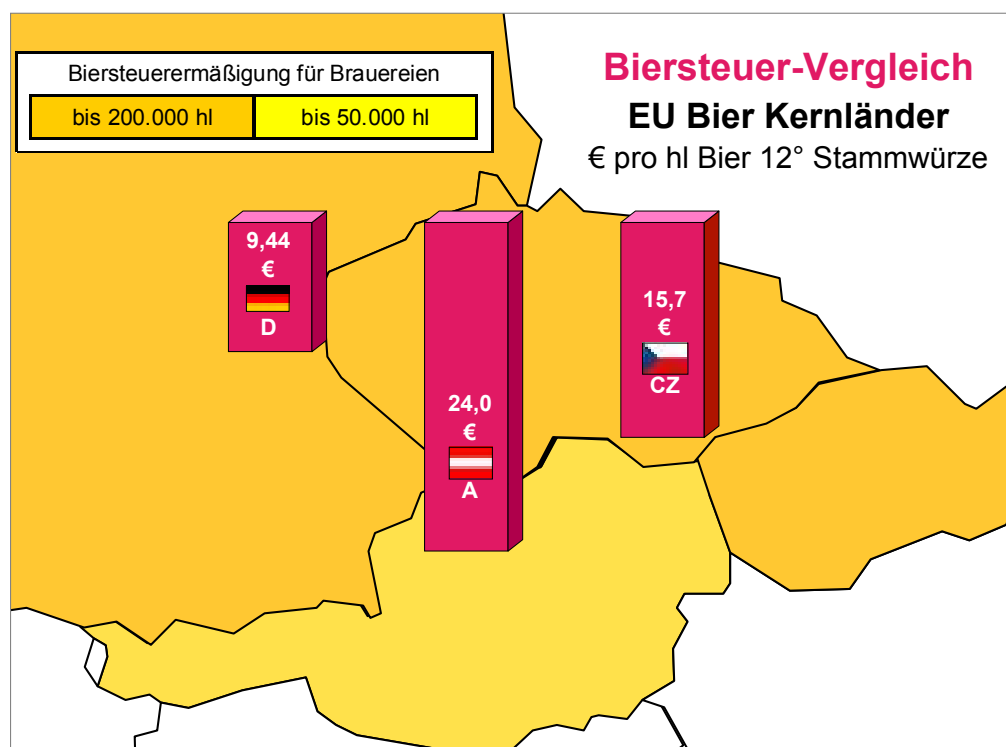 Biersteuerermäßigung für Brauereien
bis 200.000 hl
bis 50.000 hl
Biersteuer-Vergleich
EU Bier Kernländer
€ pro hl Bier 12° Stammwürze
9,44
€
D
24,0
€
A
15,7
€
CZ